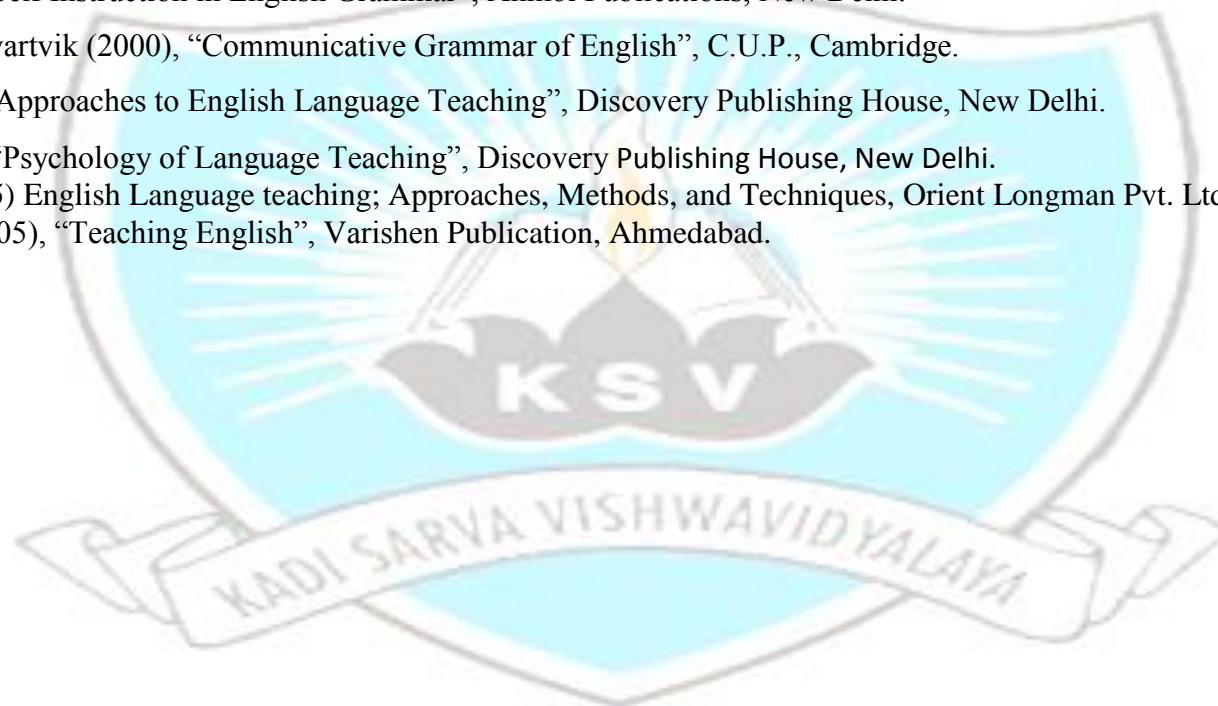 vartvik (2000), “Communicative Grammar of English”, C.U.P., Cambridge.
Approaches to English Language Teaching”, Discovery Publishing House, New Delhi.
“Psychology of Language Teaching”, Discovery Publishing House, New Delhi.
5) English Language teaching; Approaches, Methods, and Techniques, Orient Longman Pvt. Ltd
05), “Teaching English”, Varishen Publication, Ahmedabad.
KSV
KADI SARVA VISHWAVIDYALAYA